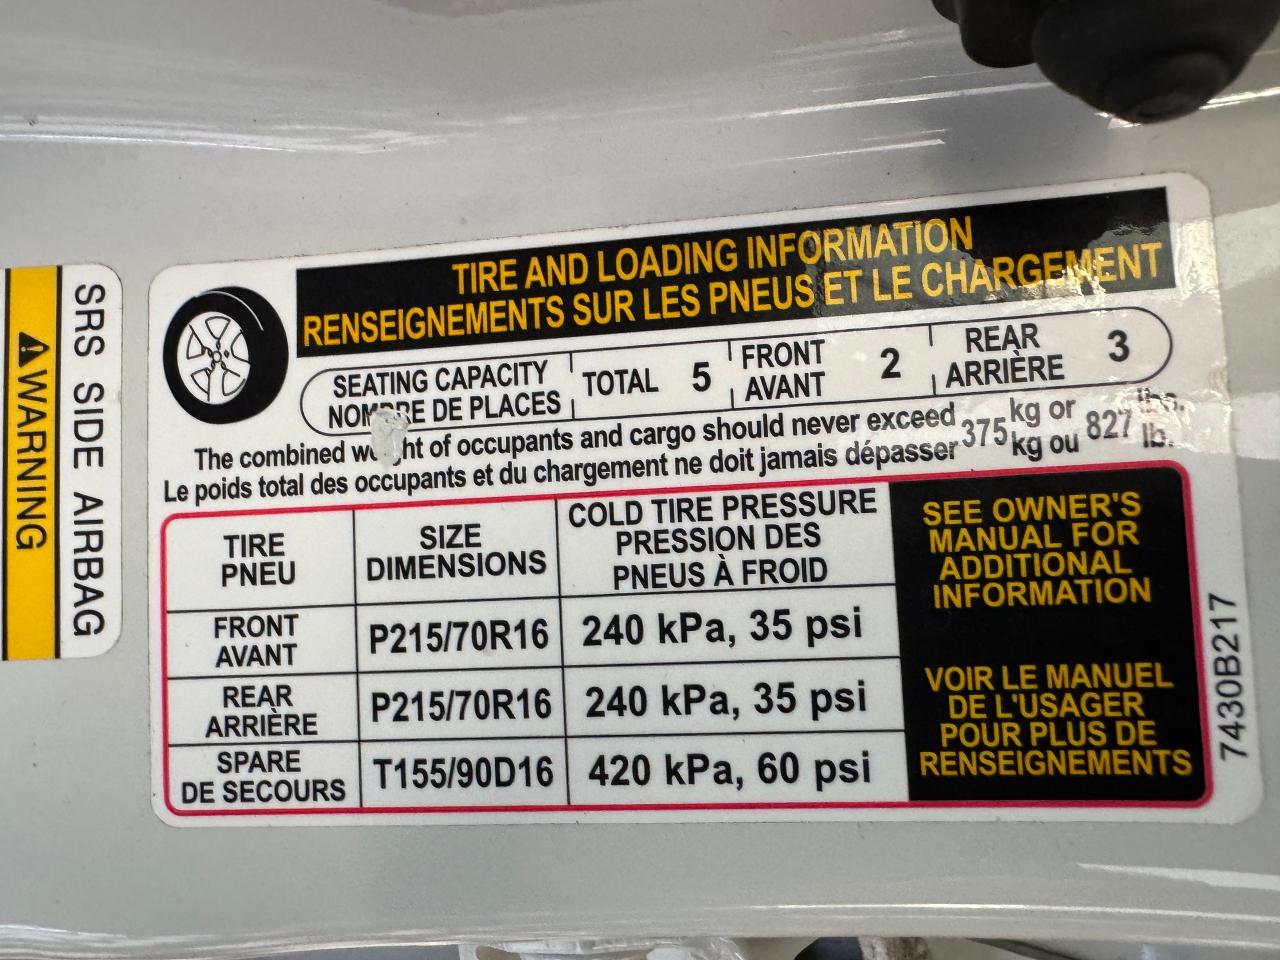 SRS SIDE AIRBAG
⚠WARNING
TIRE AND LOADING INFORMATION
RENSEIGNEMENTS SUR LES PNEUS ET LE CHARGEMENT
SEATING CAPACITY
NOMBRE DE PLACES
TOTAL 5
FRONT
AVANT
2
REAR
ARRIÈRE
3
The combined weight of occupants and cargo should never exceed 375 kg or 827 lbs.
Le poids total des occupants et du chargement ne doit jamais dépasser kg ou lb.
TIRE
PNEU
SIZE
DIMENSIONS
COLD TIRE PRESSURE
PRESSION DES
PNEUS À FROID
FRONT
AVANT
P215/70R16
240 kPa, 35 psi
REAR
ARRIÈRE
P215/70R16
240 kPa, 35 psi
SPARE
DE SECOURS
T155/90D16
420 kPa, 60 psi
SEE OWNER'S
MANUAL FOR
ADDITIONAL
INFORMATION
VOIR LE MANUEL
DE L'USAGER
POUR PLUS DE
RENSEIGNEMENTS
7430B217